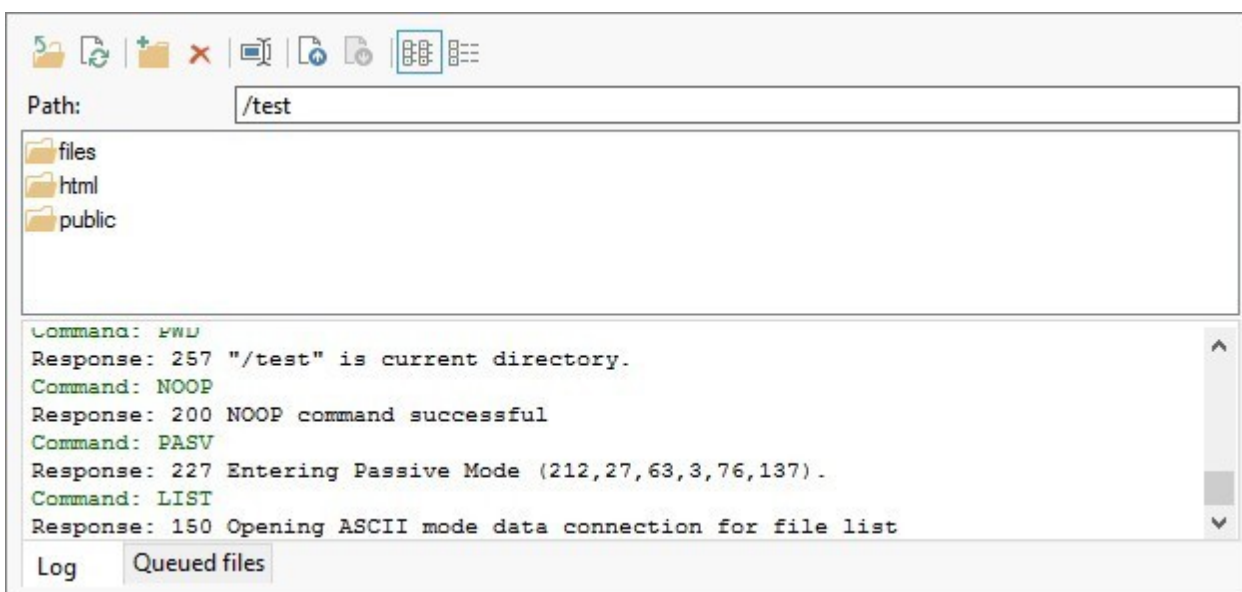 Path: /test
files
html
public
Command: PWD
Response: 257 "/test" is current directory.
Command: NOOP
Response: 200 NOOP command successful
Command: PASV
Response: 227 Entering Passive Mode (212,27,63,3,76,137).
Command: LIST
Response: 150 Opening ASCII mode data connection for file list
Log Queued files